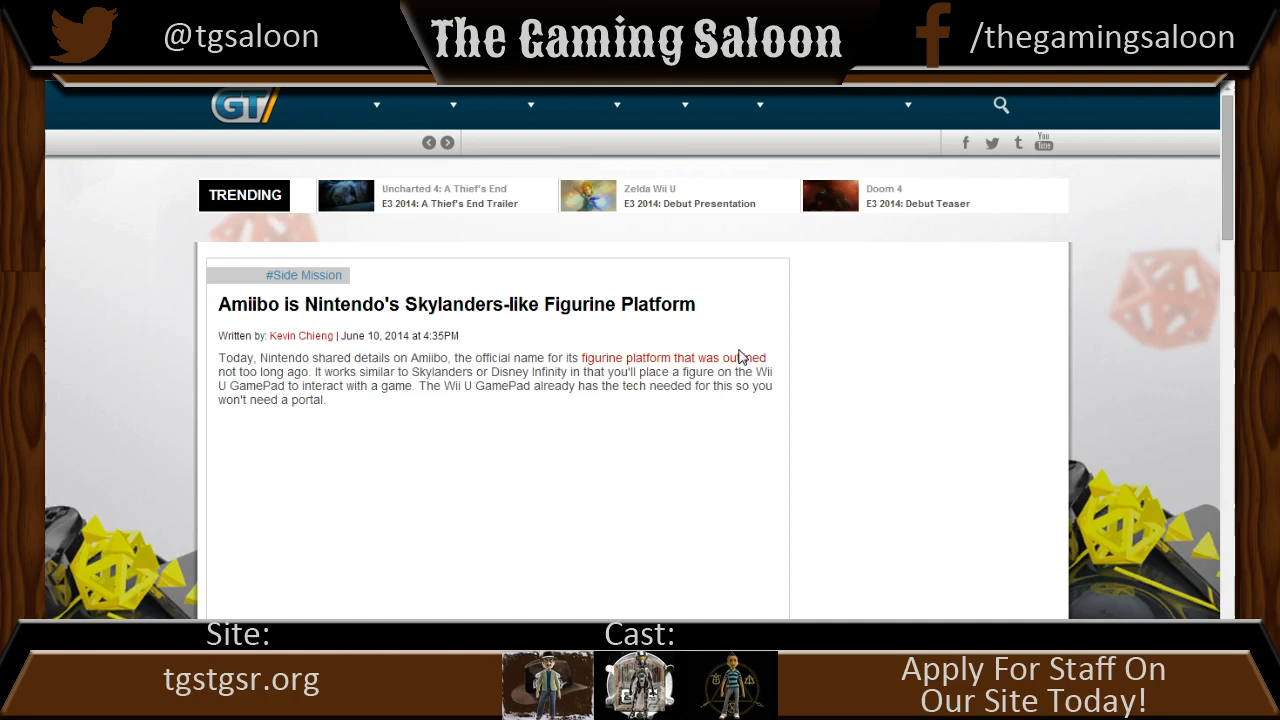 @tgsaloon
The Gaming Saloon
/thegamingsaloon
GT
You
Tube
TRENDING
Uncharted 4: A Thief's End
E3 2014: A Thief's End Trailer
Zelda Wii U
E3 2014: Debut Presentation
Doom 4
E3 2014: Debut Teaser
#Side Mission
Amiibo is Nintendo's Skylanders-like Figurine Platform
Written by: Kevin Chieng | June 10, 2014 at 4:35PM
Today, Nintendo shared details on Amiibo, the official name for its figurine platform that was outlined
not too long ago. It works similar to Skylanders or Disney Infinity in that you'll place a figure on the Wii
U GamePad to interact with a game. The Wii U GamePad already has the tech needed for this so you
won't need a portal.
Site:
tgstgsr.org
Cast:
Apply For Staff On
Our Site Today!